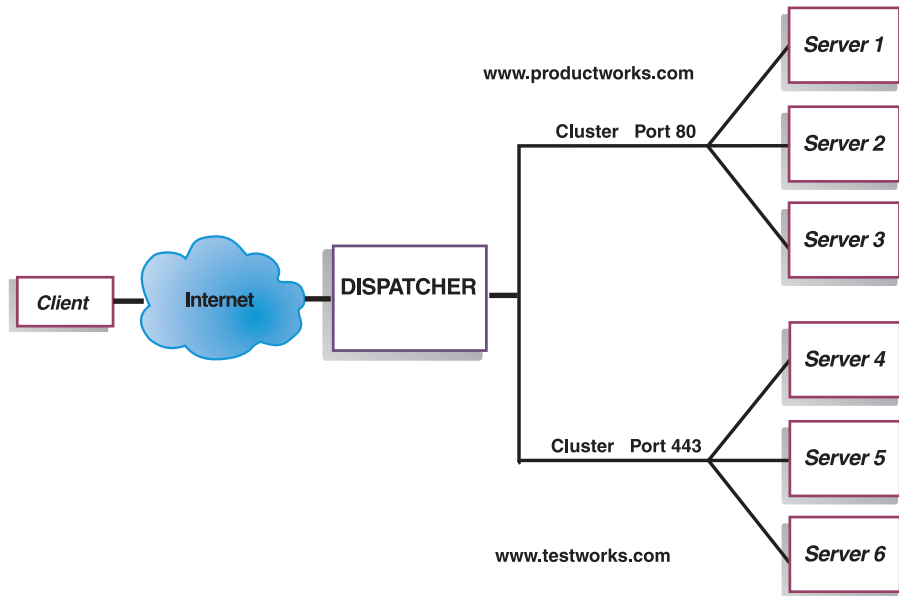 Client
Internet
DISPATCHER
www.productworks.com
Cluster Port 80
Server 1
Server 2
Server 3
Cluster Port 443
www.testworks.com
Server 4
Server 5
Server 6